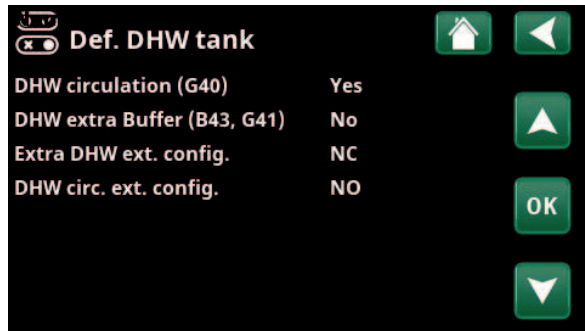 Def. DHW tank
DHW circulation (G40) Yes
DHW extra Buffer (B43, G41) No
Extra DHW ext. config. NC
DHW circ. ext. config. NO
OK